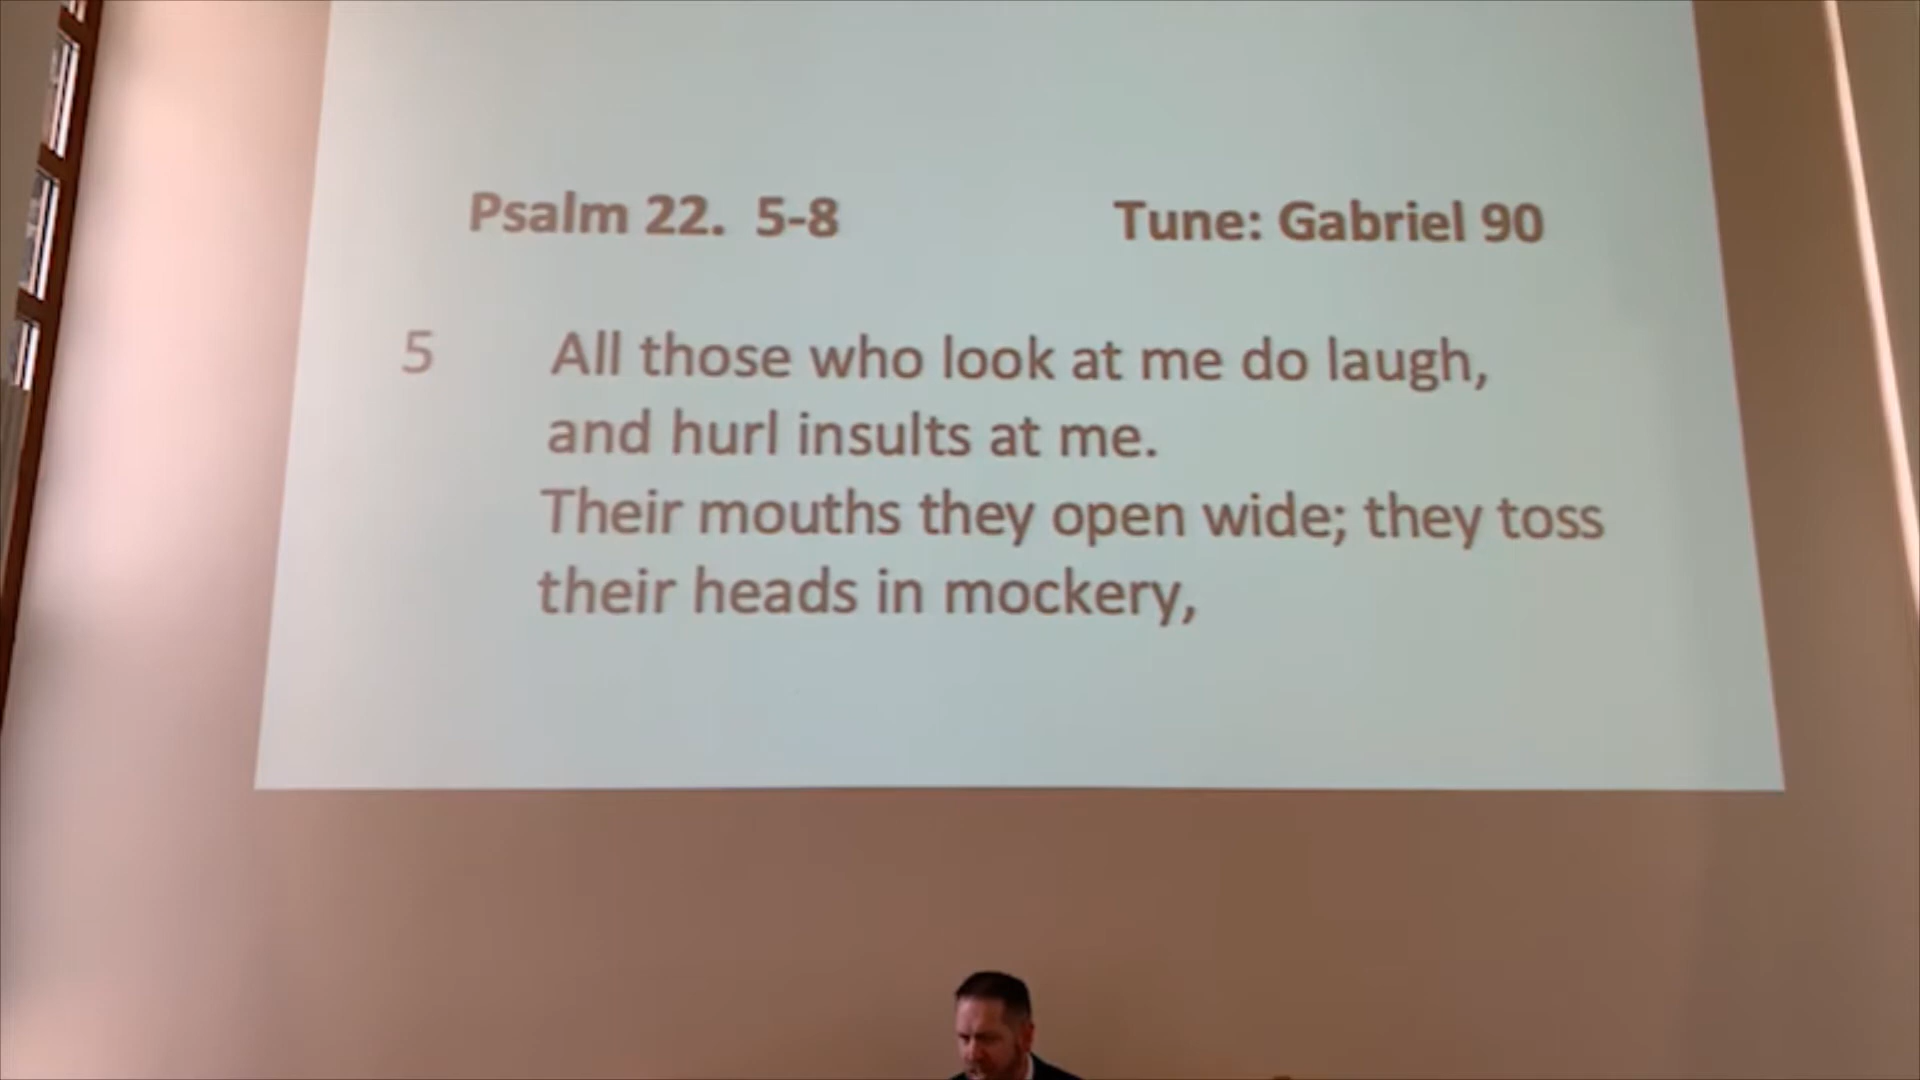 Psalm 22. 5-8 Tune: Gabriel 90
5 All those who look at me do laugh,
and hurl insults at me.
Their mouths they open wide; they toss
their heads in mockery,